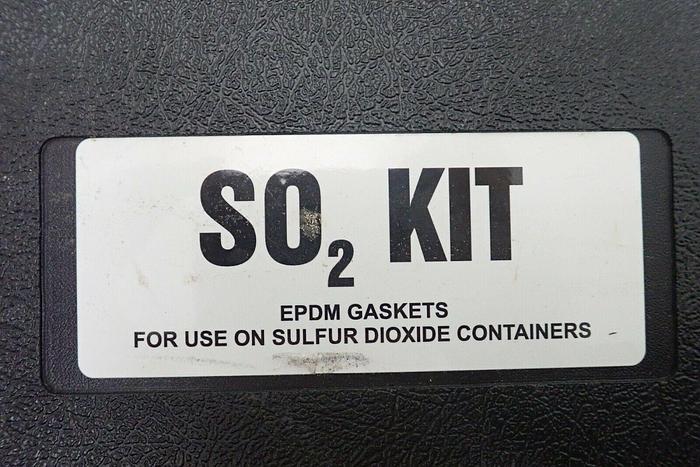 SO₂ KIT
EPDM GASKETS
FOR USE ON SULFUR DIOXIDE CONTAINERS